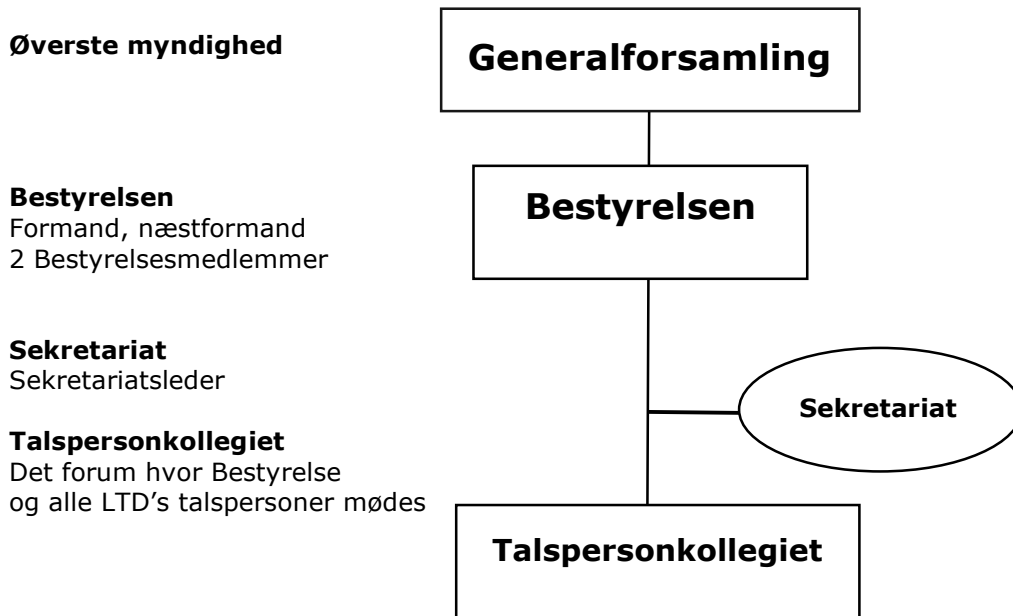 Øverste myndighed
Generalforsamling
Bestyrelsen
Formand, næstformand
2 Bestyrelsesmedlemmer
Bestyrelsen
Sekretariat
Sekretariatsleder
Sekretariat
Talspersonkollegiet
Det forum hvor Bestyrelse
og alle LTD’s talspersoner mødes
Talspersonkollegiet